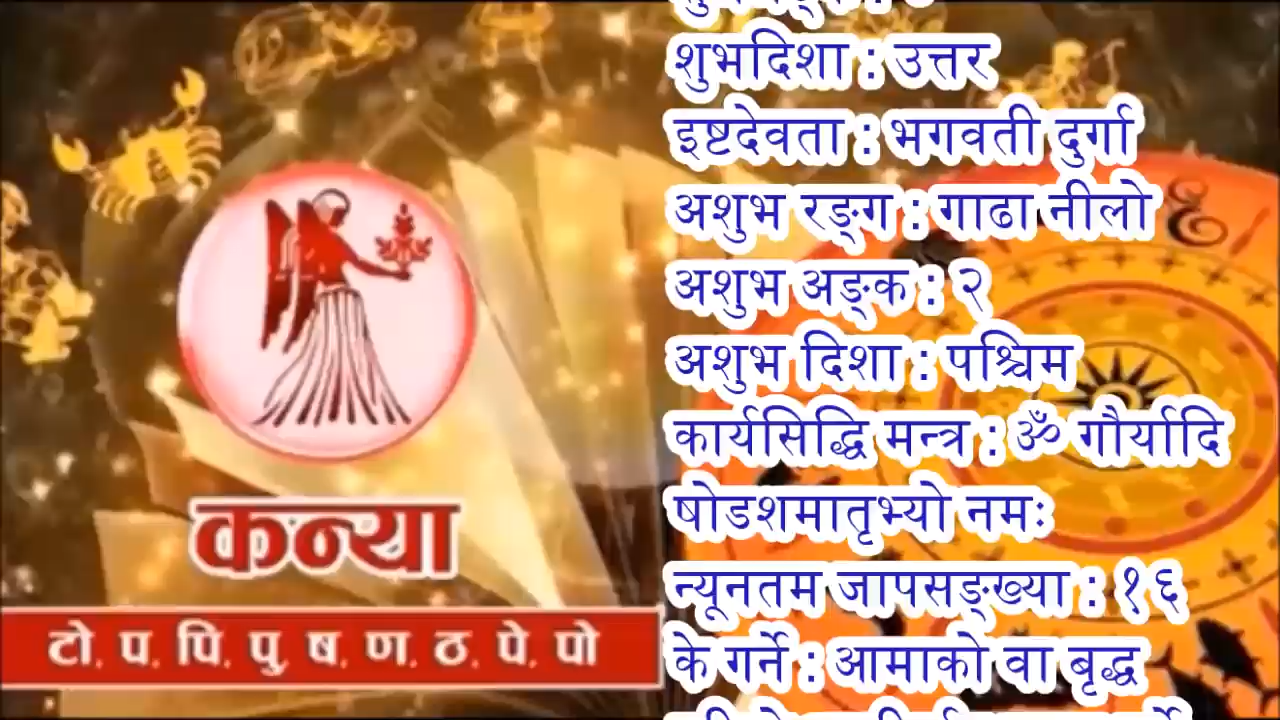 शुभदिशा : उत्तर
इष्टदेवता : भगवती दुर्गा
अशुभ रङ्ग : गाढा नीलो
अशुभ अङ्क : २
अशुभ दिशा : पश्चिम
कार्यसिद्धि मन्त्र : ॐ गौर्यादि
षोडशमातृभ्यो नमः
न्यूनतम जापसङ्ख्या : १६
के गर्ने : आमाको वा बृद्ध
कन्या
टो. प. पि. पु. ष. ण. ठ. पे. पो